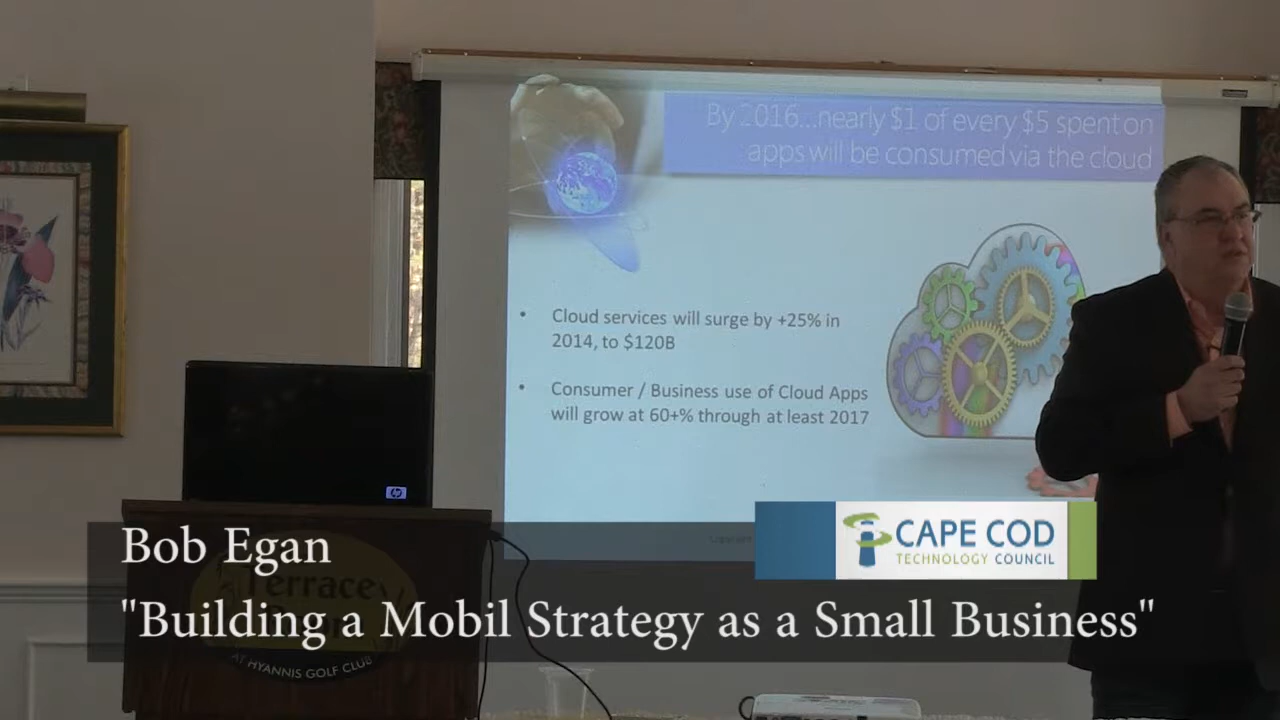 By 2016...nearly $1 of every $5 spent on
apps will be consumed via the cloud
• Cloud services will surge by +25% in
2014, to $120B
• Consumer / Business use of Cloud Apps
will grow at 60+% through at least 2017
hp
CAPE COD
TECHNOLOGY COUNCIL
Bob Egan
"Building a Mobil Strategy as a Small Business"
Terrace
AT HYANNIS GOLF CLUB